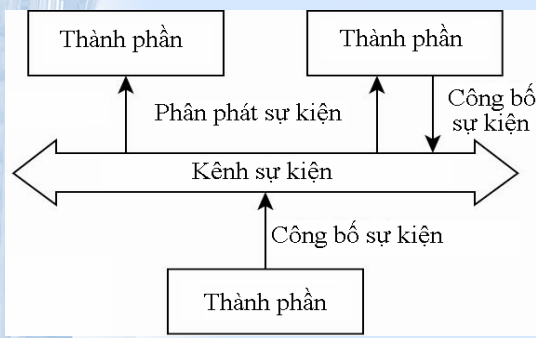 Thành phần
Thành phần
Phân phát sự kiện
Công bố
sự kiện
Kênh sự kiện
Công bố sự kiện
Thành phần